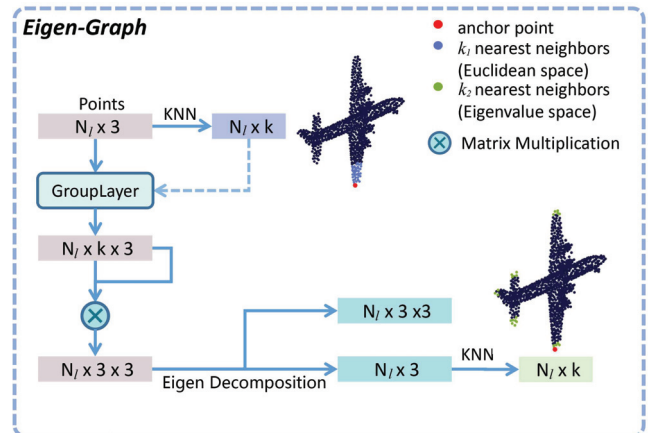 Eigen-Graph
anchor point
k1 nearest neighbors
(Euclidean space)
k2 nearest neighbors
(Eigenvalue space)
Matrix Multiplication
Points
Nl x 3
KNN
Nl x k
GroupLayer
Nl x k x 3
Nl x 3 x3
Nl x 3 x 3
Eigen Decomposition
Nl x 3
KNN
Nl x k